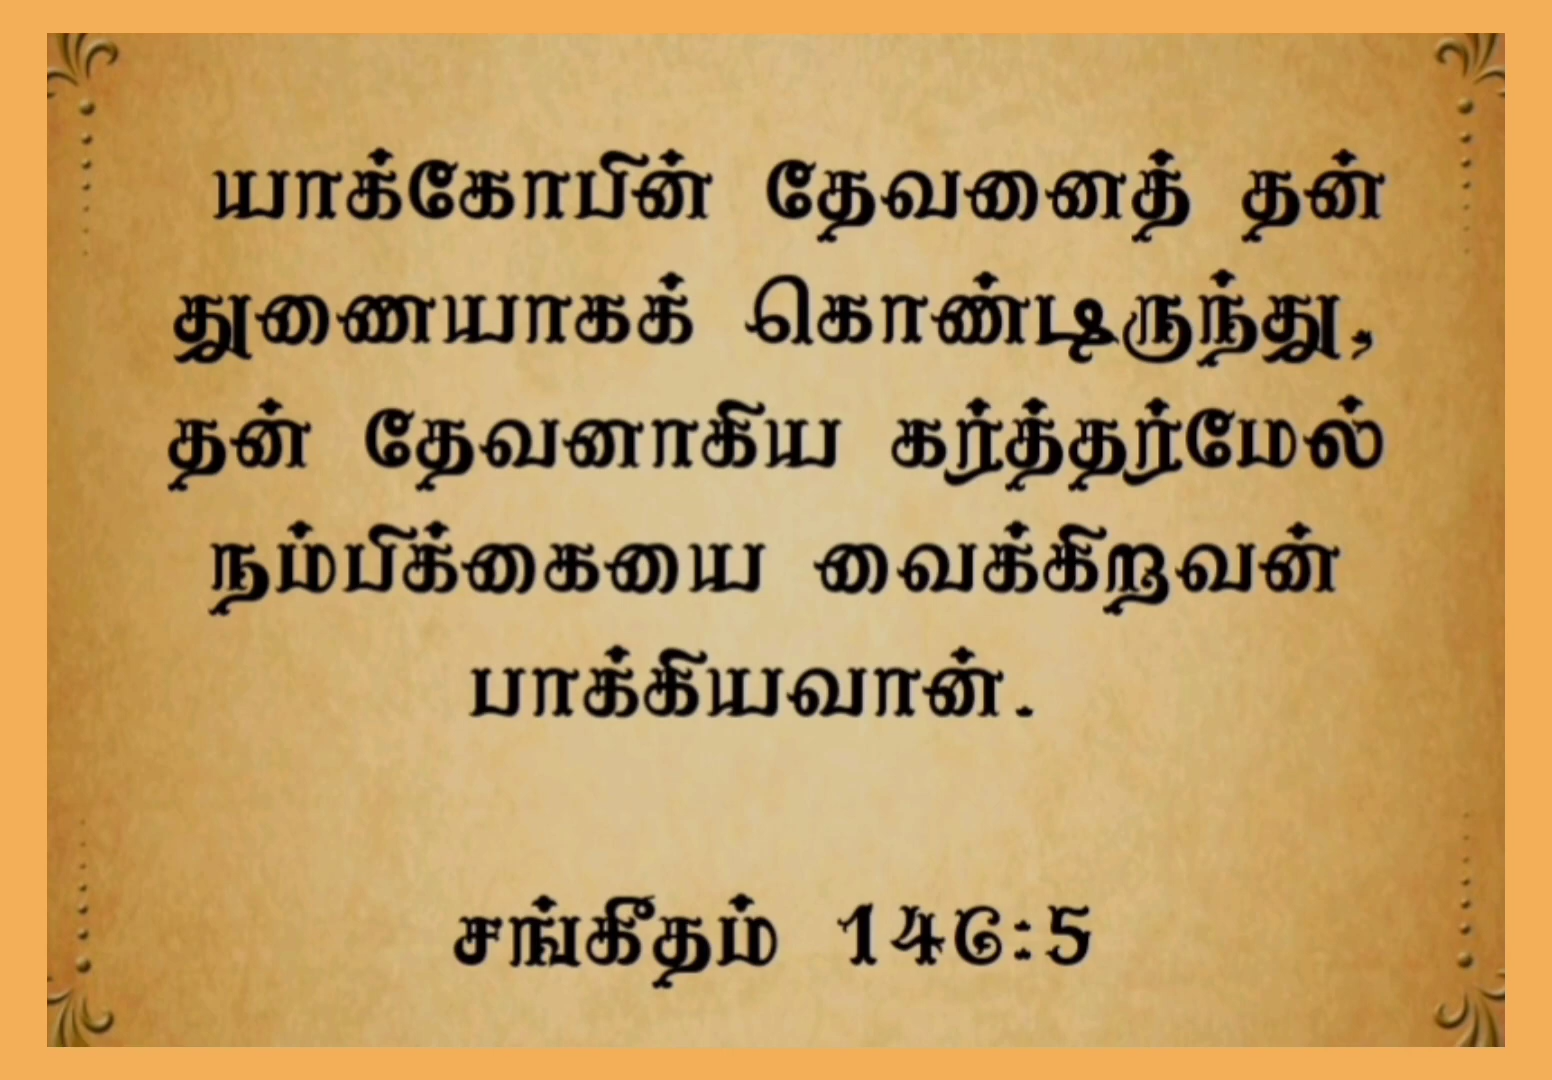 யாக்கோபின் தேவனைத் தன்
துணையாகக் கொண்டிருந்து,
தன் தேவனாகிய கர்த்தர்மேல்
நம்பிக்கையை வைக்கிறவன்
பாக்கியவான்.
சங்கீதம் 146:5